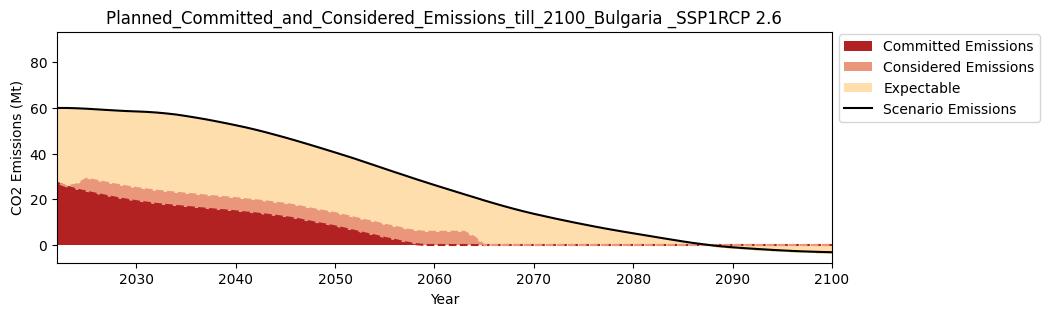 Planned_Committed_and_Considered_Emissions_till_2100_Bulgaria _SSP1RCP 2.6
Committed Emissions
Considered Emissions
Expectable
Scenario Emissions
CO2 Emissions (Mt)
80
60
40
20
0
2030
2040
2050
2060
2070
2080
2090
2100
Year